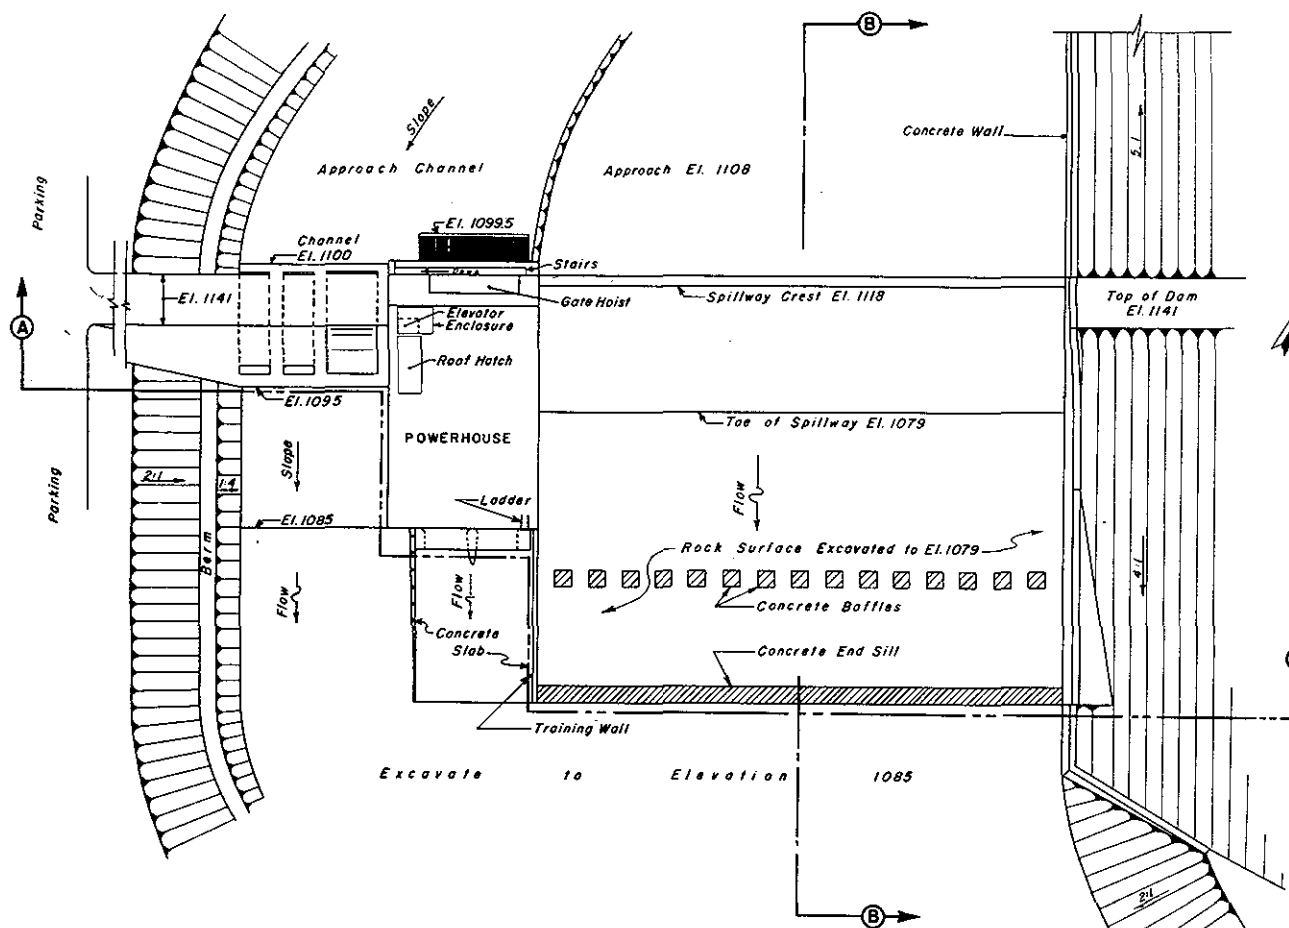 B
Slope
Concrete Wall
5:1
Parking
Approach Channel
Approach El. 1108
El. 1099.5
Channel
El. 1100
Stairs
El. 1141
Gate Hoist
Spillway Crest El. 1118
Top of Dam
El. 1141
A
Elevator
Enclosure
Roof Hatch
El. 1095
Toe of Spillway El. 1079
POWERHOUSE
Parking
2:1
1:4
Slope
Flow
Ladder
El. 1085
Rock Surface Excavated to El. 1079
Berm
4:1
Flow
Flow
Concrete Baffles
Concrete
Slab
Concrete End Sill
Training Wall
Excavate to Elevation 1085
2:1
B